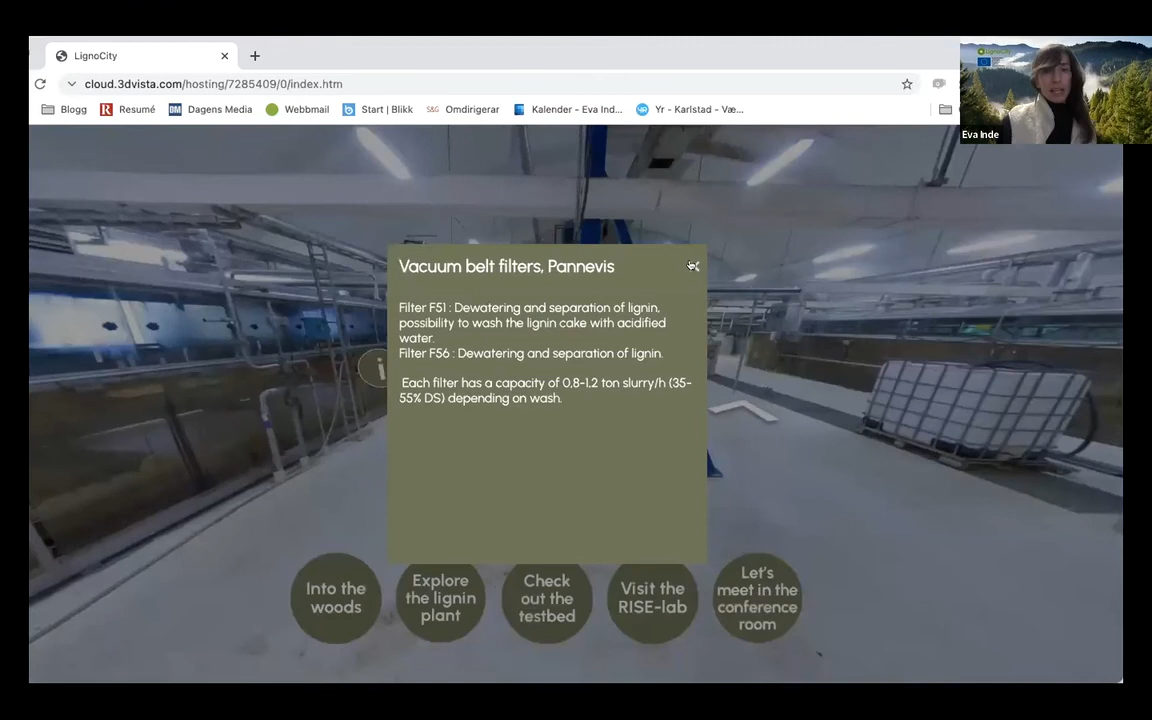 LignoCity
cloud.3dvista.com/hosting/7285409/0/index.htm
Blogg
Resumé
DM Dagens Media
Webmail
Start | Blikk
S&G Omdirigerar
Kalender - Eva Ind...
Yr - Karlstad - Væ...
LignoCity
Eva Inde
Vacuum belt filters, Pannevis
Filter F51 : Dewatering and separation of lignin,
possibility to wash the lignin cake with acidified
water.
Filter F56 : Dewatering and separation of lignin.
Each filter has a capacity of 0,8-1,2 ton slurry/h (35-
55% DS) depending on wash.
i
Into the
woods
Explore
the lignin
plant
Check
out the
testbed
Visit the
RISE-lab
Let's
meet in the
conference
room